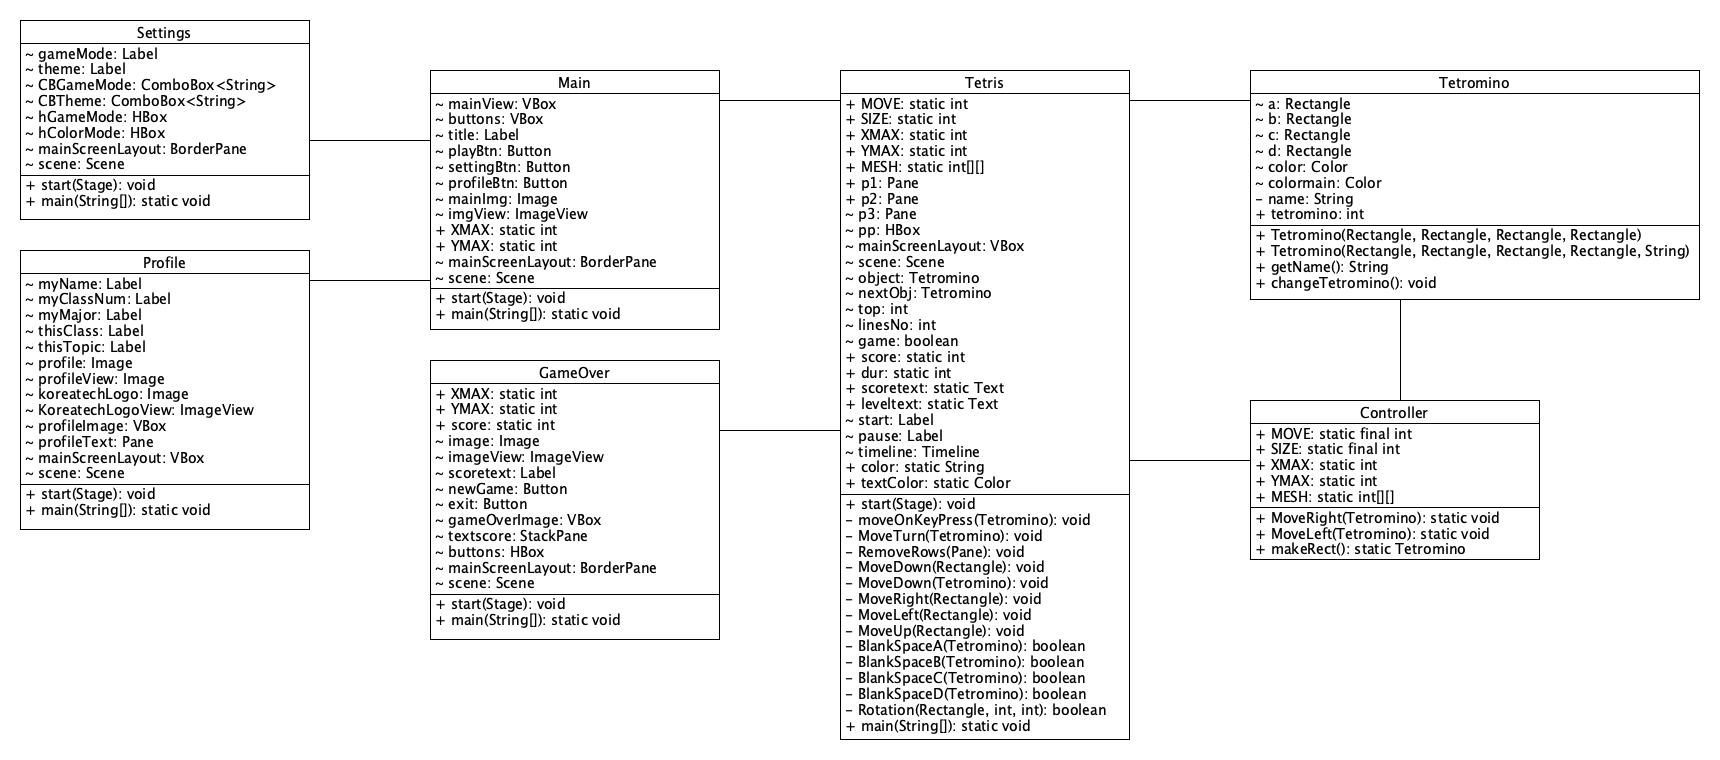 Settings
~ gameMode: Label
~ theme: Label
~ CBGameMode: ComboBox<String>
~ CBTheme: ComboBox<String>
~ hGameMode: HBox
~ hColorMode: HBox
~ mainScreenLayout: BorderPane
~ scene: Scene
+ start(Stage): void
+ main(String[]): static void
Profile
~ myName: Label
~ myClassNum: Label
~ myMajor: Label
~ thisClass: Label
~ thisTopic: Label
~ profile: Image
~ profileView: Image
~ koreatechLogo: Image
~ KoreatechLogoView: ImageView
~ profileImage: VBox
~ profileText: Pane
~ mainScreenLayout: VBox
~ scene: Scene
+ start(Stage): void
+ main(String[]): static void
Main
~ mainView: VBox
~ buttons: VBox
~ title: Label
~ playBtn: Button
~ settingBtn: Button
~ profileBtn: Button
~ mainImg: Image
~ imgView: ImageView
+ XMAX: static int
+ YMAX: static int
~ mainScreenLayout: BorderPane
~ scene: Scene
+ start(Stage): void
+ main(String[]): static void
GameOver
+ XMAX: static int
+ YMAX: static int
+ score: static int
~ image: Image
~ imageView: ImageView
~ scoretext: Label
~ newGame: Button
~ exit: Button
~ gameOverImage: VBox
~ textscore: StackPane
~ buttons: HBox
~ mainScreenLayout: BorderPane
~ scene: Scene
+ start(Stage): void
+ main(String[]): static void
Tetris
+ MOVE: static int
+ SIZE: static int
+ XMAX: static int
+ YMAX: static int
+ MESH: static int[][]
+ p1: Pane
+ p2: Pane
~ p3: Pane
~ pp: HBox
~ mainScreenLayout: VBox
~ scene: Scene
~ object: Tetromino
~ nextObj: Tetromino
~ top: int
~ linesNo: int
~ game: boolean
+ score: static int
+ dur: static int
+ scoretext: static Text
+ leveltext: static Text
~ start: Label
~ pause: Label
~ timeline: Timeline
+ color: static String
+ textColor: static Color
+ start(Stage): void
– moveOnKeyPress(Tetromino): void
– MoveTurn(Tetromino): void
– RemoveRows(Pane): void
– MoveDown(Rectangle): void
– MoveDown(Tetromino): void
– MoveRight(Rectangle): void
– MoveLeft(Rectangle): void
– MoveUp(Rectangle): void
– BlankSpaceA(Tetromino): boolean
– BlankSpaceB(Tetromino): boolean
– BlankSpaceC(Tetromino): boolean
– BlankSpaceD(Tetromino): boolean
– Rotation(Rectangle, int, int): boolean
+ main(String[]): static void
Tetromino
~ a: Rectangle
~ b: Rectangle
~ c: Rectangle
~ d: Rectangle
~ color: Color
~ colormain: Color
– name: String
+ tetromino: int
+ Tetromino(Rectangle, Rectangle, Rectangle, Rectangle)
+ Tetromino(Rectangle, Rectangle, Rectangle, Rectangle, String)
+ getName(): String
+ changeTetromino(): void
Controller
+ MOVE: static final int
+ SIZE: static final int
+ XMAX: static int
+ YMAX: static int
+ MESH: static int[][]
+ MoveRight(Tetromino): static void
+ MoveLeft(Tetromino): static void
+ makeRect(): static Tetromino